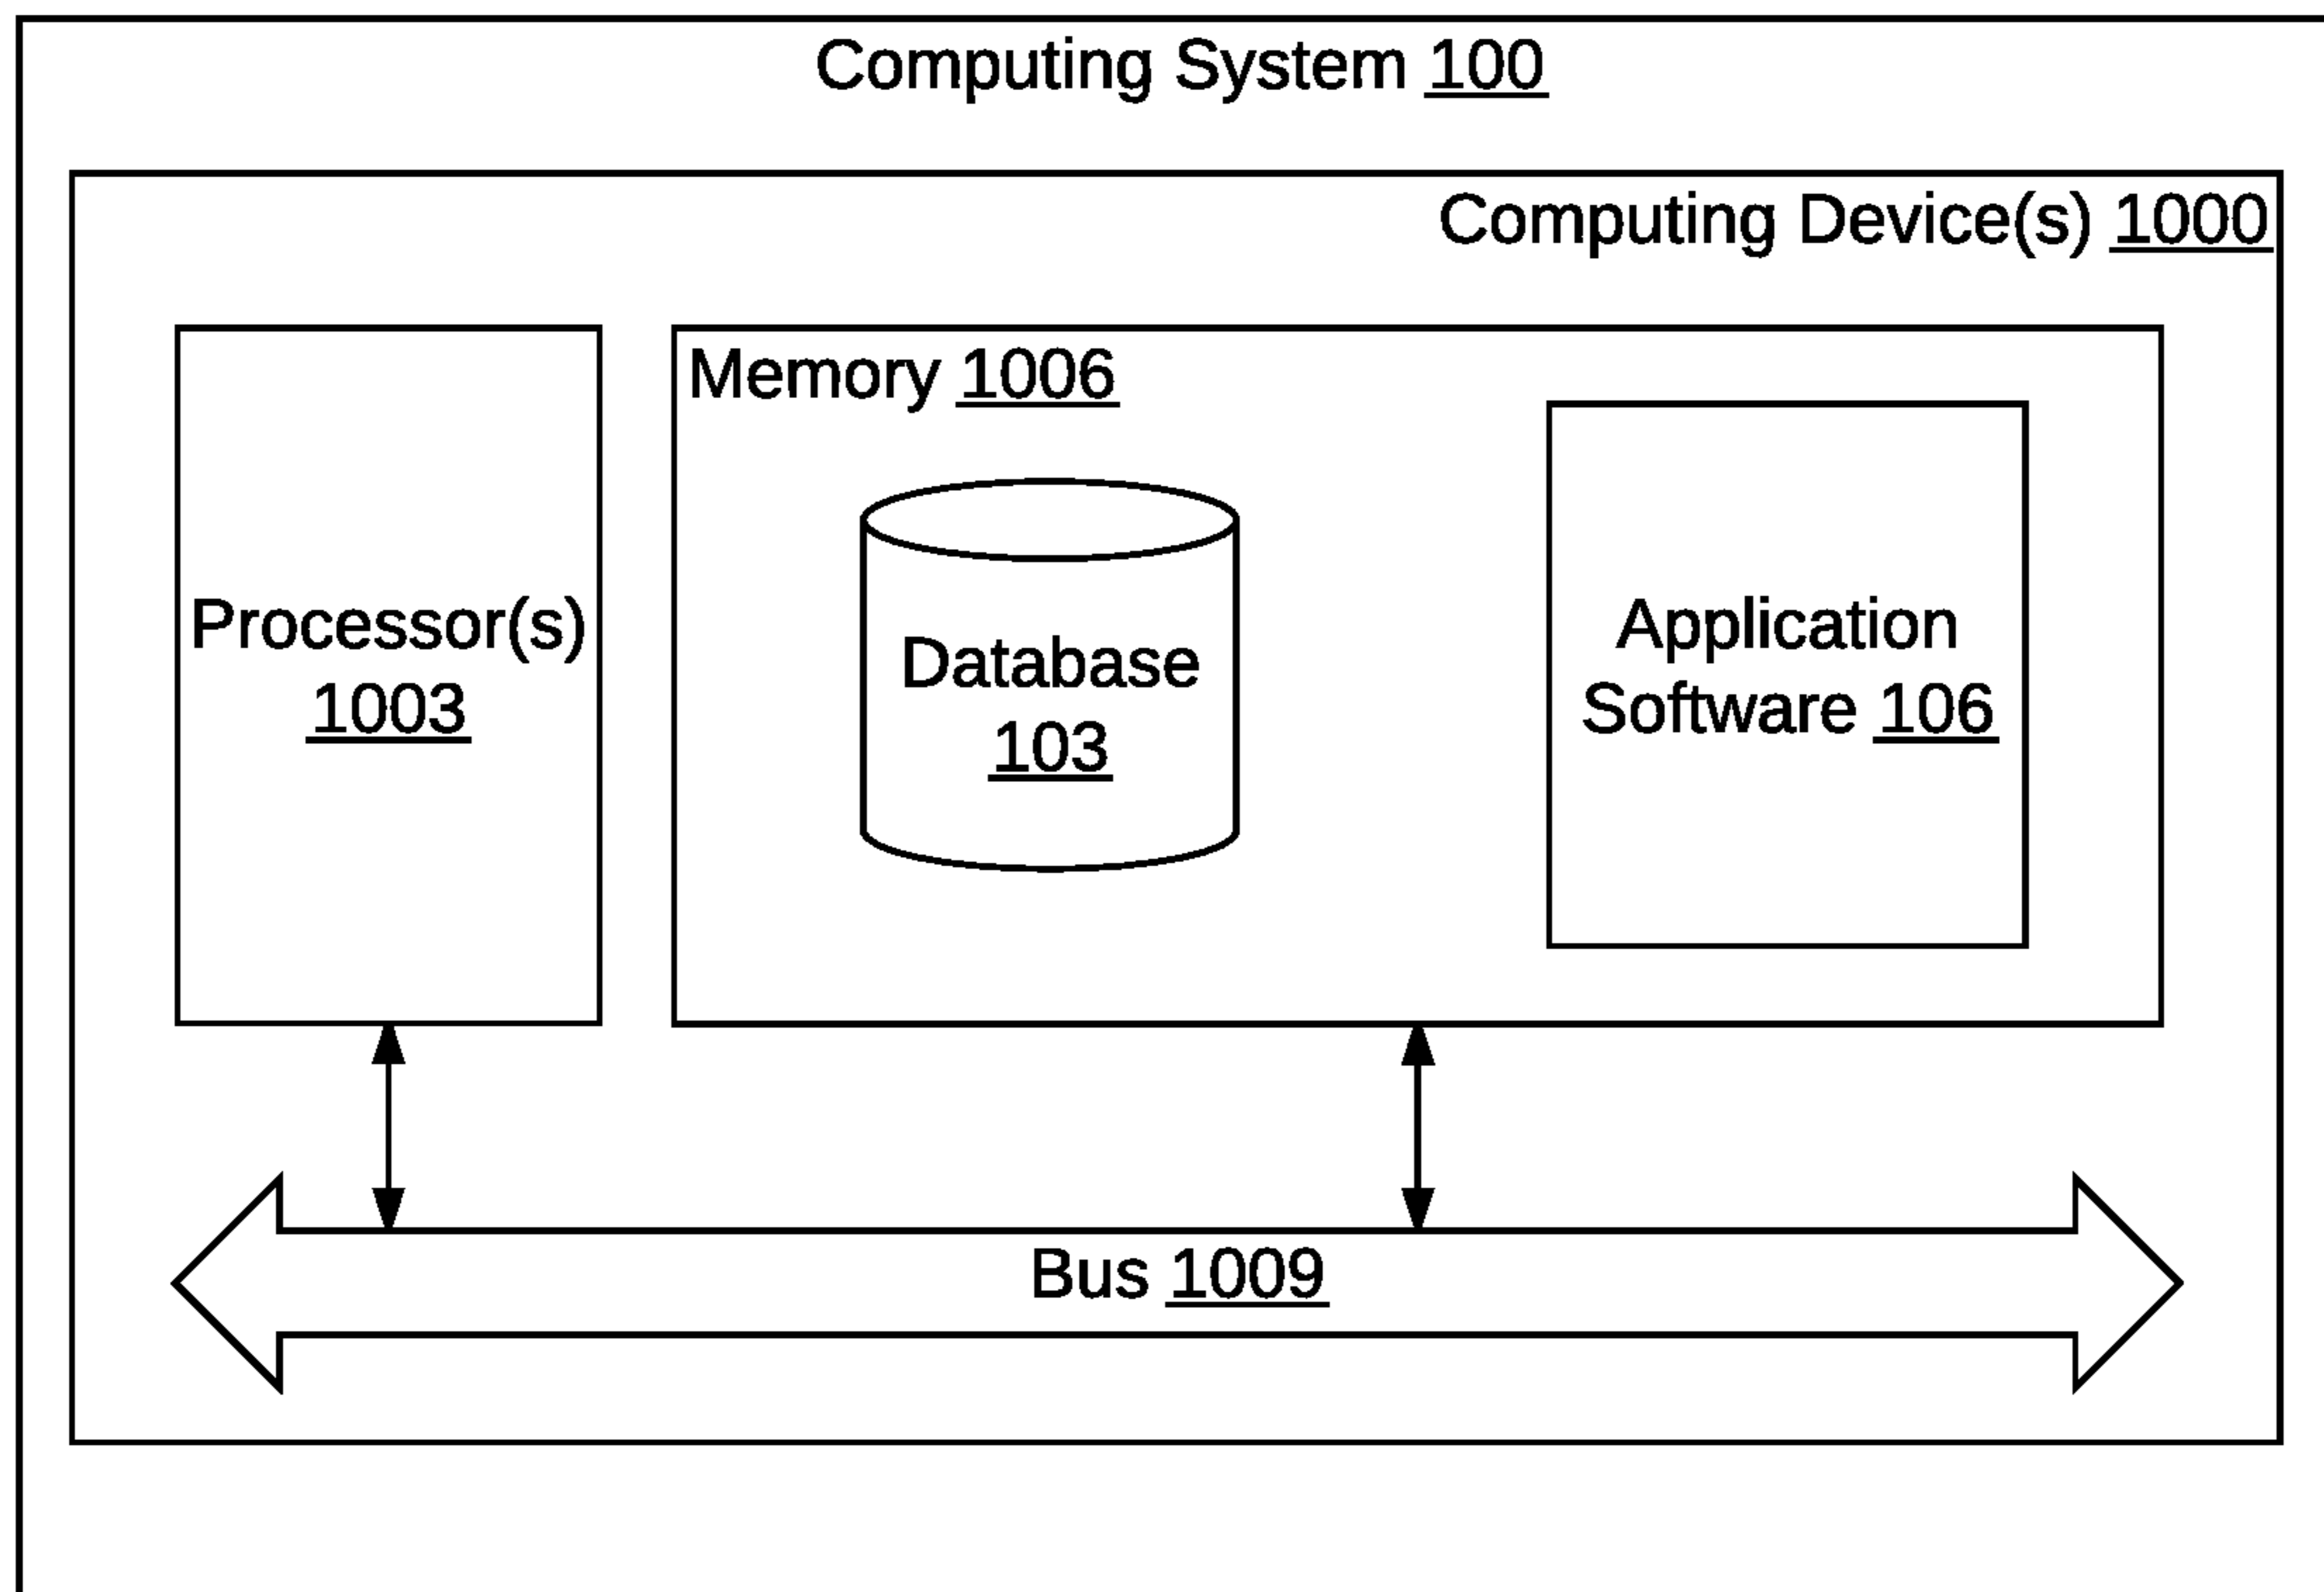 Computing System 100
Computing Device(s) 1000
Memory 1006
Processor(s)
1003
Database
103
Application
Software 106
Bus 1009